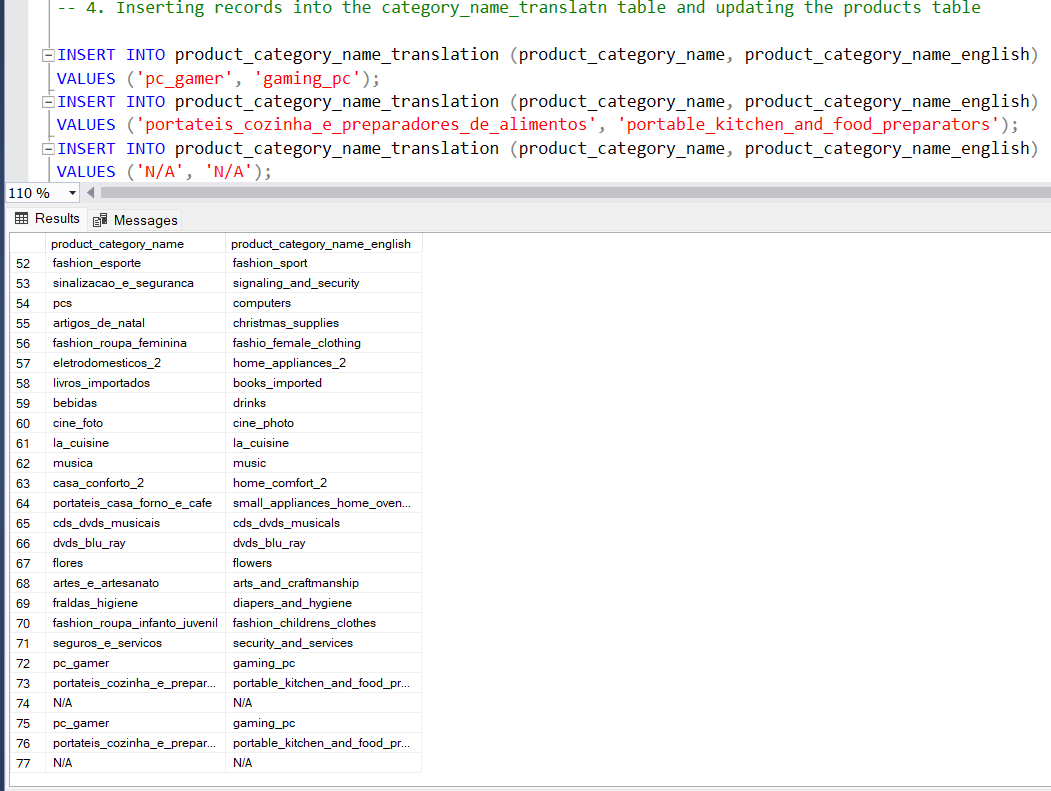 -- 4. Inserting records into the category_name_translatn table and updating the products table
INSERT INTO product_category_name_translation (product_category_name, product_category_name_english)
VALUES ('pc_gamer', 'gaming_pc');
INSERT INTO product_category_name_translation (product_category_name, product_category_name_english)
VALUES ('portateis_cozinha_e_preparadores_de_alimentos', 'portable_kitchen_and_food_preparators');
INSERT INTO product_category_name_translation (product_category_name, product_category_name_english)
VALUES ('N/A', 'N/A');
110 %
Results Messages
product_category_name product_category_name_english
52 fashion_esporte fashion_sport
53 sinalizacao_e_seguranca signaling_and_security
54 pcs computers
55 artigos_de_natal christmas_supplies
56 fashion_roupa_feminina fashio_female_clothing
57 eletrodomesticos_2 home_appliances_2
58 livros_importados books_imported
59 bebidas drinks
60 cine_foto cine_photo
61 la_cuisine la_cuisine
62 musica music
63 casa_conforto_2 home_comfort_2
64 portateis_casa_forno_e_cafe small_appliances_home_oven...
65 cds_dvds_musicais cds_dvds_musicals
66 dvds_blu_ray dvds_blu_ray
67 flores flowers
68 artes_e_artesanato arts_and_craftmanship
69 fraldas_higiene diapers_and_hygiene
70 fashion_roupa_infanto_juvenil fashion_childrens_clothes
71 seguros_e_servicos security_and_services
72 pc_gamer gaming_pc
73 portateis_cozinha_e_prepar... portable_kitchen_and_food_pr...
74 N/A N/A
75 pc_gamer gaming_pc
76 portateis_cozinha_e_prepar... portable_kitchen_and_food_pr...
77 N/A N/A